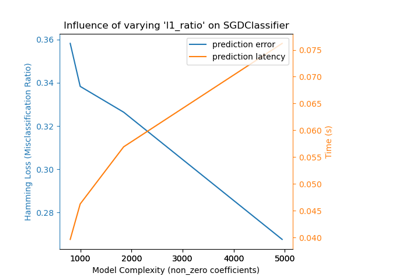 Influence of varying 'l1_ratio' on SGDClassifier
prediction error
prediction latency
Hamming Loss (Misclassification Ratio)
0.36
0.34
0.32
0.30
0.28
0.075
0.070
0.065
0.060
0.055
0.050
0.045
0.040
Time (s)
1000 2000 3000 4000 5000
Model Complexity (non_zero coefficients)